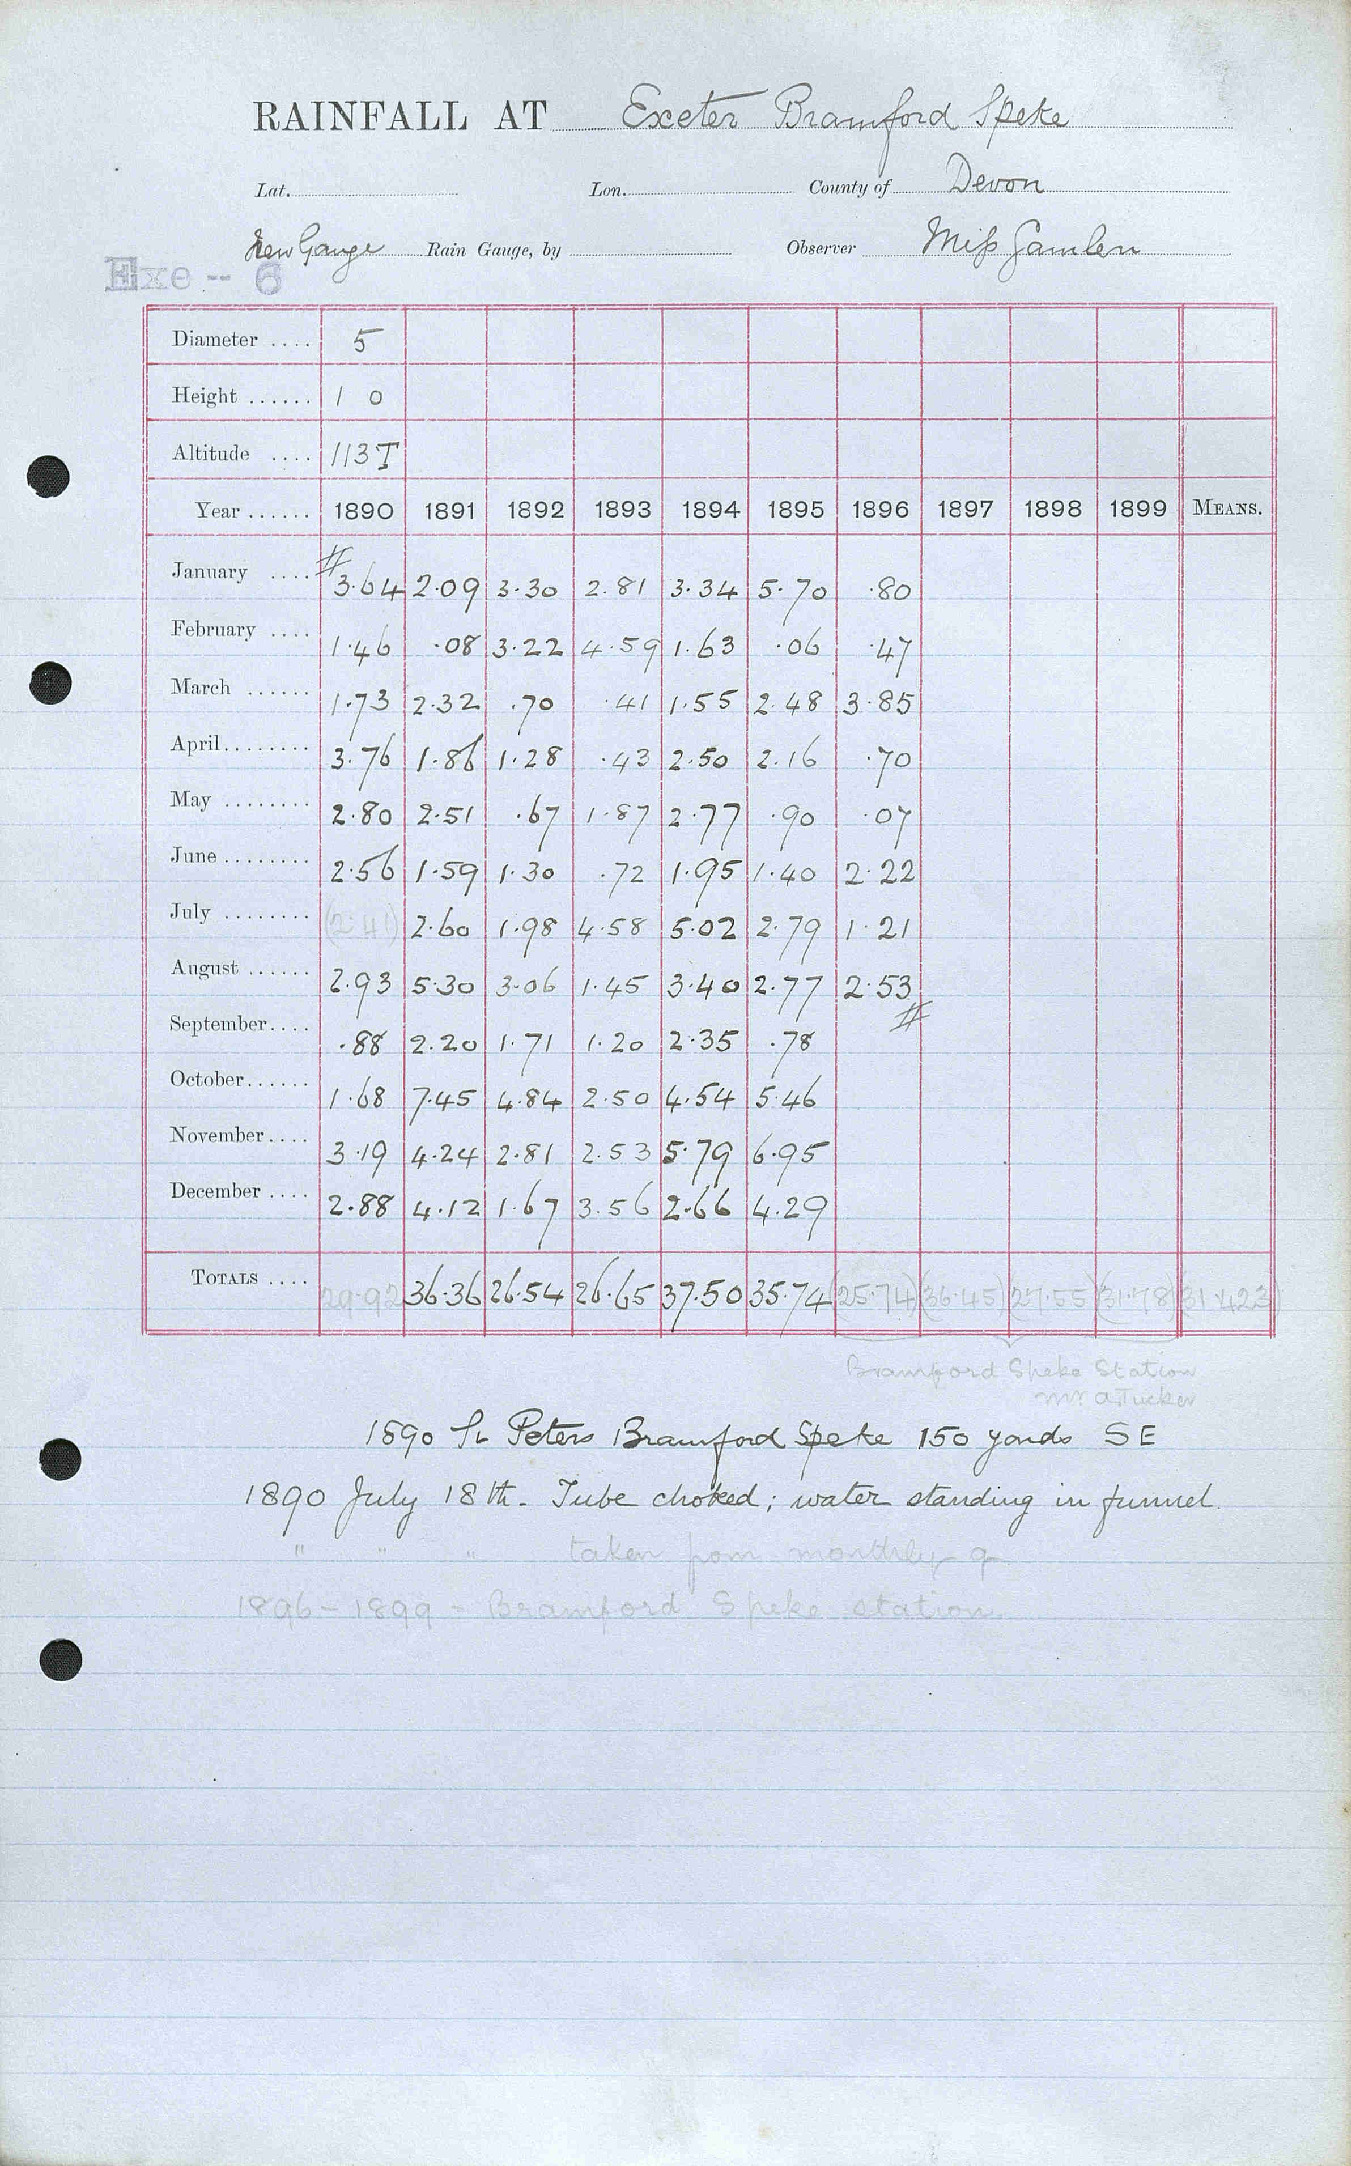 RAINFALL AT Exeter Bramford Speke
Lat. Lon. County of Devon
New Gauge Rain Gauge, by Observer Miss Gamlen
Exe -- 6
Diameter .... 5
Height ...... 1 0
Altitude .... 113T
Year ...... 1890 1891 1892 1893 1894 1895 1896 1897 1898 1899 MEANS.
January .... # 3.64 2.09 3.30 2.81 3.34 5.70 .80
February .... 1.46 .08 3.22 4.59 1.63 .06 .47
March ...... 1.73 2.32 .70 .41 1.55 2.48 3.85
April ........ 3.76 1.86 1.28 .43 2.50 2.16 .70
May ........ 2.80 2.51 .67 1.87 2.77 .90 .07
June ........ 2.56 1.59 1.30 .72 1.95 1.40 2.22
July ........ (2.41) 2.60 1.98 4.58 5.02 2.79 1.21
August ...... 2.93 5.30 3.06 1.45 3.40 2.77 2.53 #
September .... .88 2.20 1.71 1.20 2.35 .78
October ...... 1.68 7.45 4.84 2.50 4.54 5.46
November .... 3.19 4.24 2.81 2.53 5.79 6.95
December .... 2.88 4.12 1.67 3.56 2.66 4.29
TOTALS .... 29.92 36.36 26.54 26.65 37.50 35.74 (25.74) (36.45) (27.55) (31.78) (31.423)
Bramford Speke Station
Mr A Tucker
1890 St Peters Bramford Speke 150 yards SE
1890 July 18th. Tube choked; water standing in funnel.
" " " taken from monthly g
1896 - 1899 - Bramford Speke station